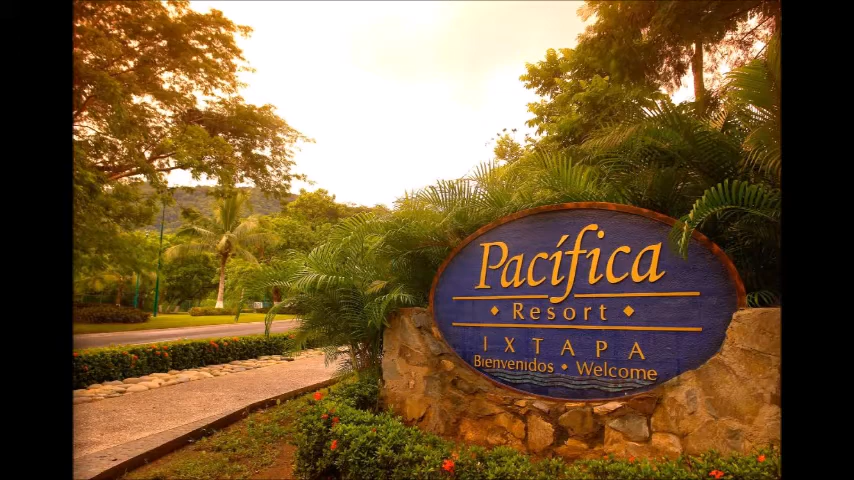 Pacífica
• Resort •
IXTAPA
Bienvenidos • Welcome